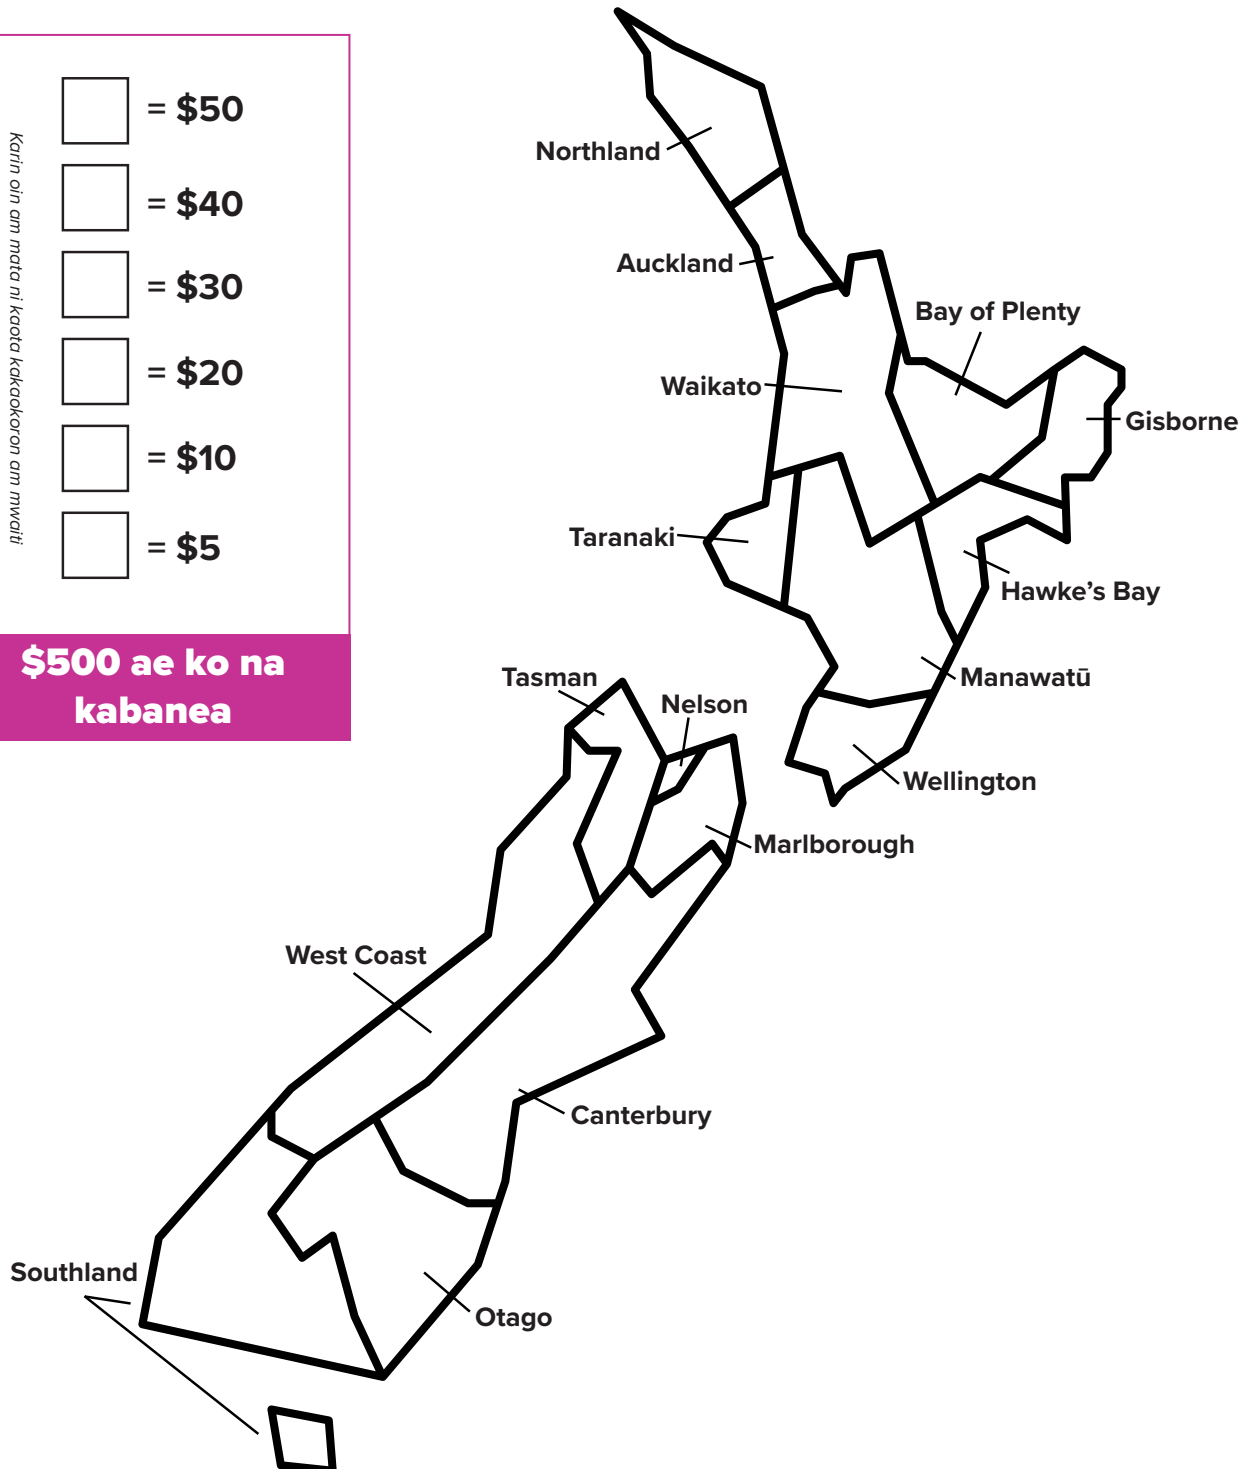 Karin oin am mata ni kaota kakaokoron am mwaiti
= $50
= $40
= $30
= $20
= $10
= $5
$500 ae ko na
kabanea
Northland
Auckland
Bay of Plenty
Waikato
Gisborne
Taranaki
Hawke’s Bay
Manawatū
Wellington
Tasman
Nelson
Marlborough
West Coast
Canterbury
Southland
Otago